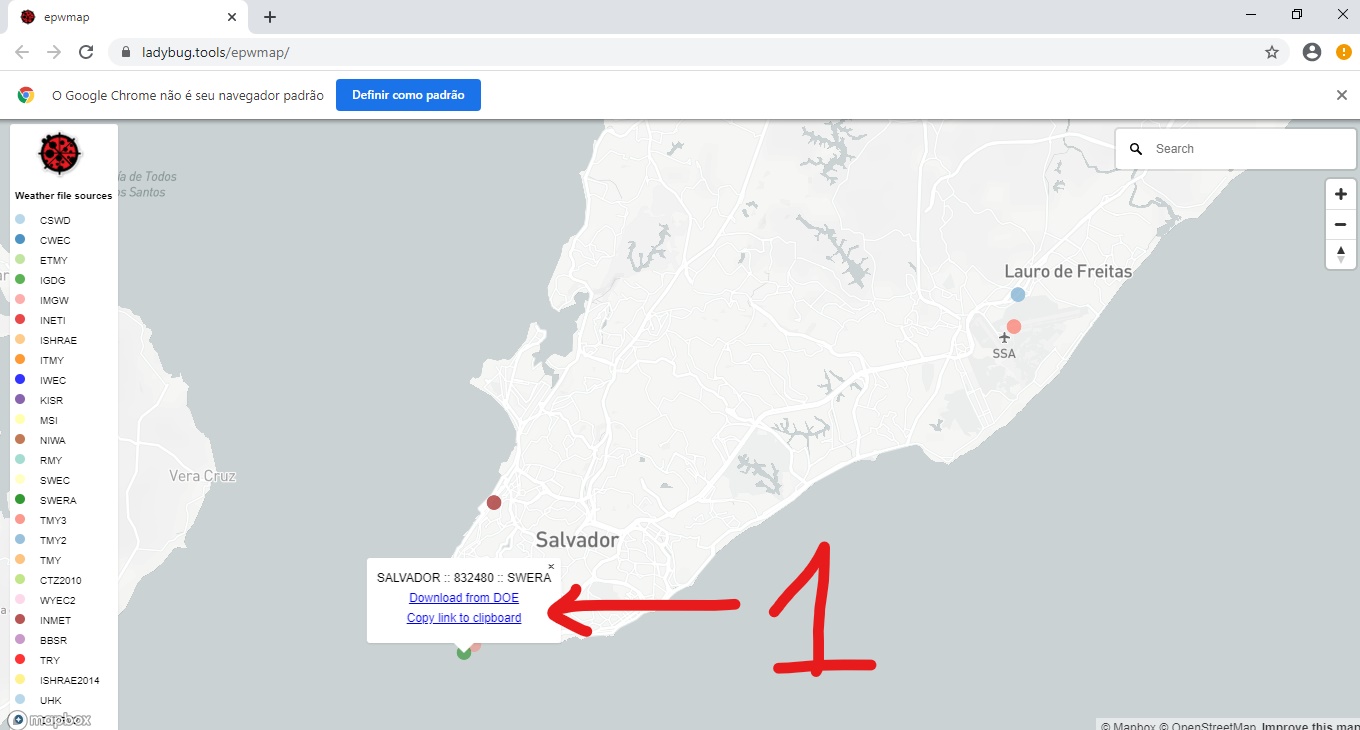 epwmap
ladybug.tools/epwmap/
O Google Chrome não é seu navegador padrão
Definir como padrão
Weather file sources
CSWD
CWEC
ETMY
IGDG
IMGW
INETI
ISHRAE
ITMY
IWEC
KISR
MSI
NIWA
RMY
SWEC
SWERA
TMY3
TMY2
TMY
CTZ2010
WYEC2
INMET
BBSR
TRY
ISHRAE2014
UHK
mapbox
ía de Todos
os Santos
Vera Cruz
Search
Lauro de Freitas
SSA
Salvador
SALVADOR :: 832480 :: SWERA
Download from DOE
Copy link to clipboard
1
© Mapbox © OpenStreetMap Improve this map